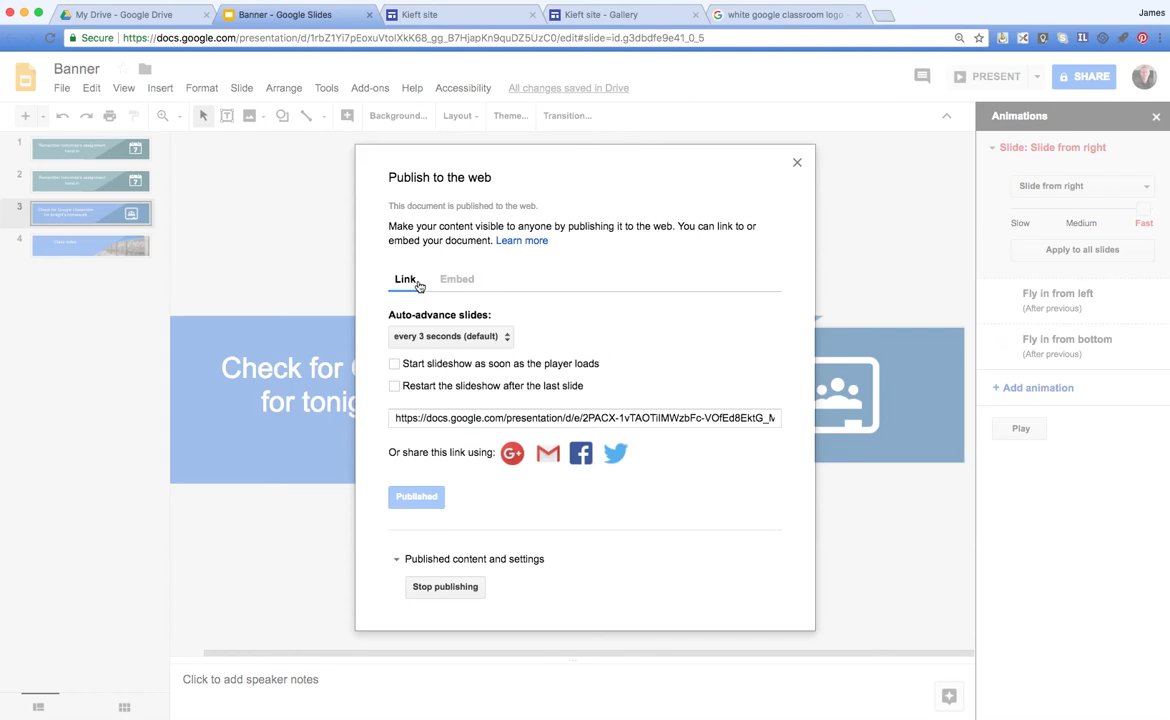 My Drive - Google Drive
Banner - Google Slides
Kieft site
Kieft site - Gallery
white google classroom logo -
James
Secure
https://docs.google.com/presentation/d/1rbZ1Yi7pEoxuVtolXkK68_gg_B7HjapKn9quDZ5UzC0/edit#slide=id.g3dbdfe9e41_0_5
Banner
File Edit View Insert Format Slide Arrange Tools Add-ons Help Accessibility All changes saved in Drive
PRESENT
SHARE
Background... Layout Theme... Transition...
Animations
1
2
3
4
Class notes
Slide: Slide from right
Slide from right
Slow Medium Fast
Apply to all slides
Fly in from left
(After previous)
Fly in from bottom
(After previous)
+ Add animation
Play
Check for
for tonig
Publish to the web
This document is published to the web.
Make your content visible to anyone by publishing it to the web. You can link to or
embed your document. Learn more
Link Embed
Auto-advance slides:
every 3 seconds (default)
Start slideshow as soon as the player loads
Restart the slideshow after the last slide
https://docs.google.com/presentation/d/e/2PACX-1vTAOTilMWzbFc-VOfEd8EktG_M
Or share this link using:
Published
Published content and settings
Stop publishing
Click to add speaker notes